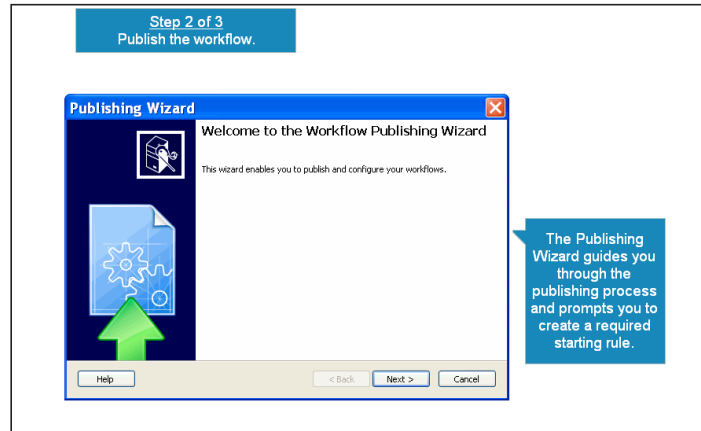 Step 2 of 3
Publish the workflow.
Publishing Wizard
Welcome to the Workflow Publishing Wizard
This wizard enables you to publish and configure your workflows.
The Publishing
Wizard guides you
through the
publishing process
and prompts you to
create a required
starting rule.
Help
< Back
Next >
Cancel